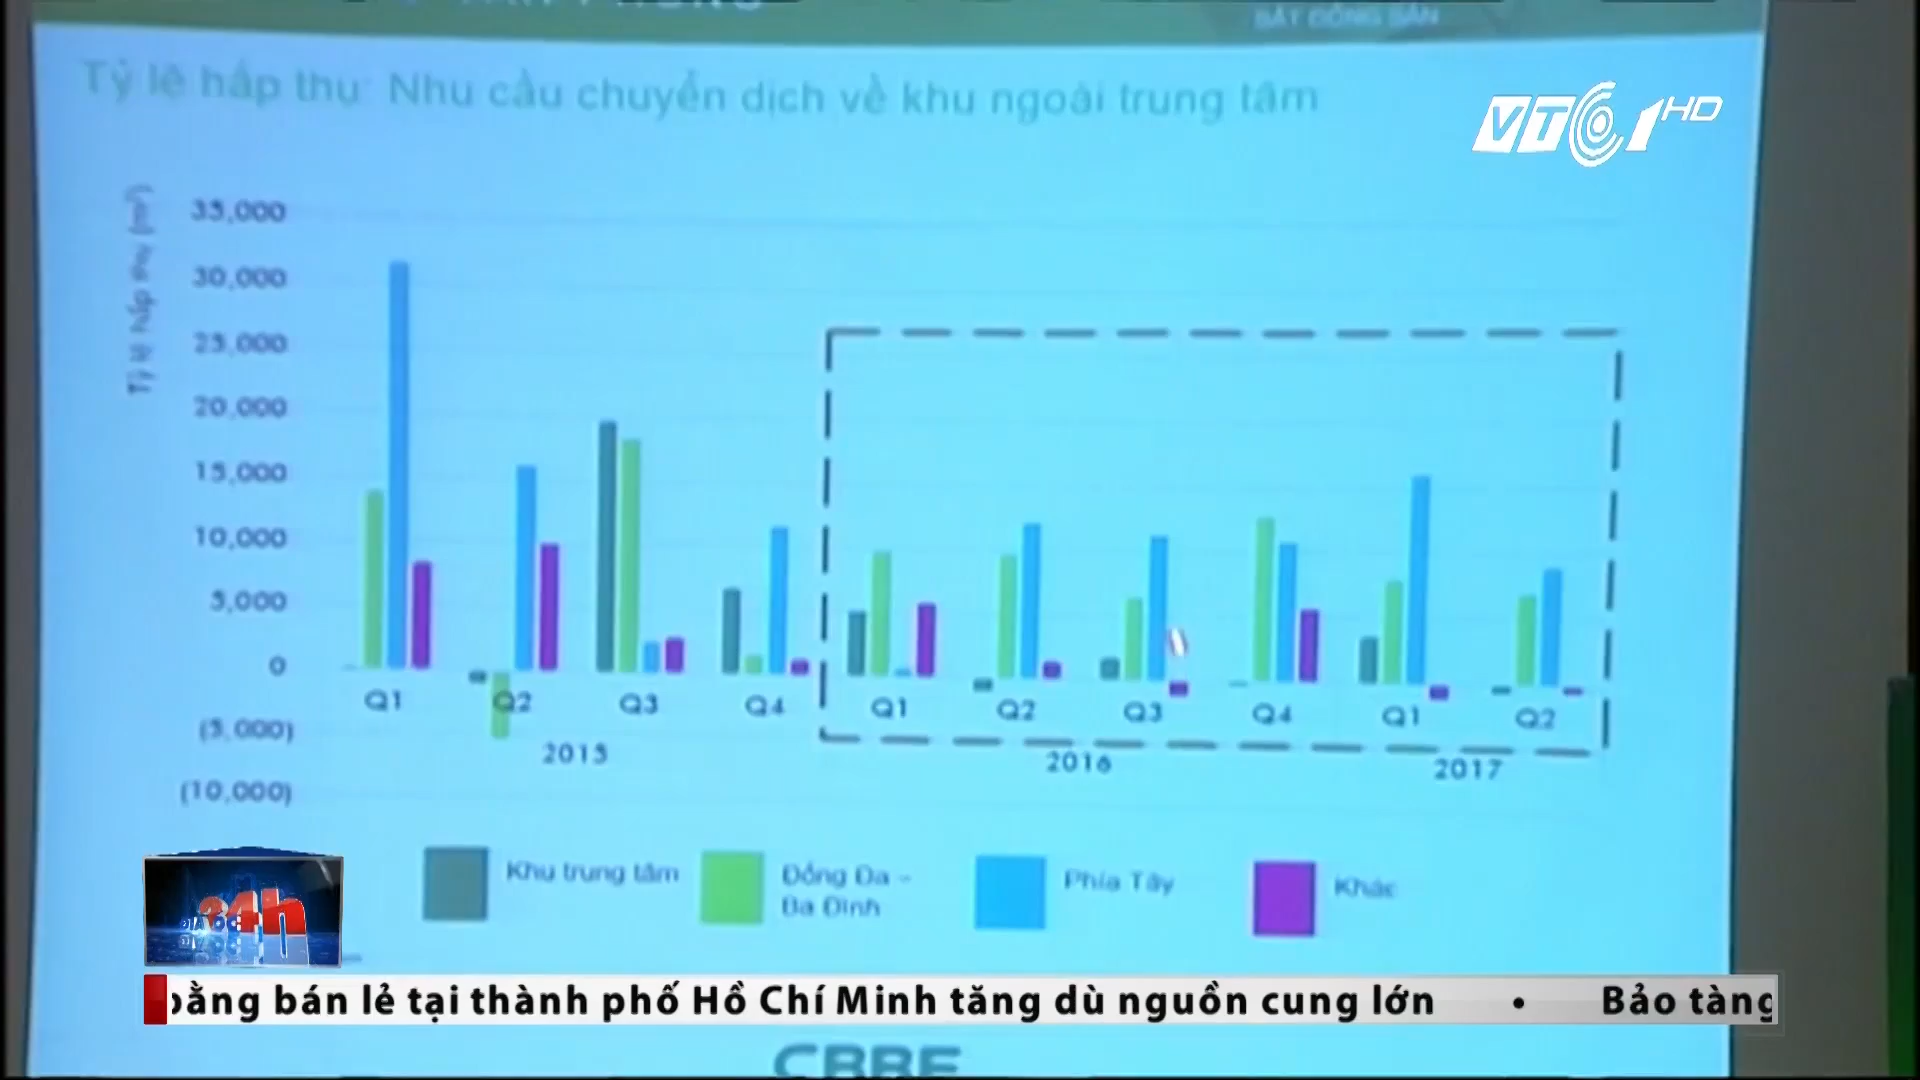 BẤT ĐỘNG SẢN
Tỷ lệ hấp thụ: Nhu cầu chuyển dịch về khu ngoài trung tâm
VTC1 HD
Tỷ lệ hấp thụ (m²)
35,000
30,000
25,000
20,000
15,000
10,000
5,000
0
(5,000)
(10,000)
Q1 Q2 Q3 Q4 Q1 Q2 Q3 Q4 Q1 Q2
2015 2016 2017
Khu trung tâm
Đống Đa –
Ba Đình
Phía Tây
Khác
ĐỊA ỐC 24h
bằng bán lẻ tại thành phố Hồ Chí Minh tăng dù nguồn cung lớn • Bảo tàng
CBRE